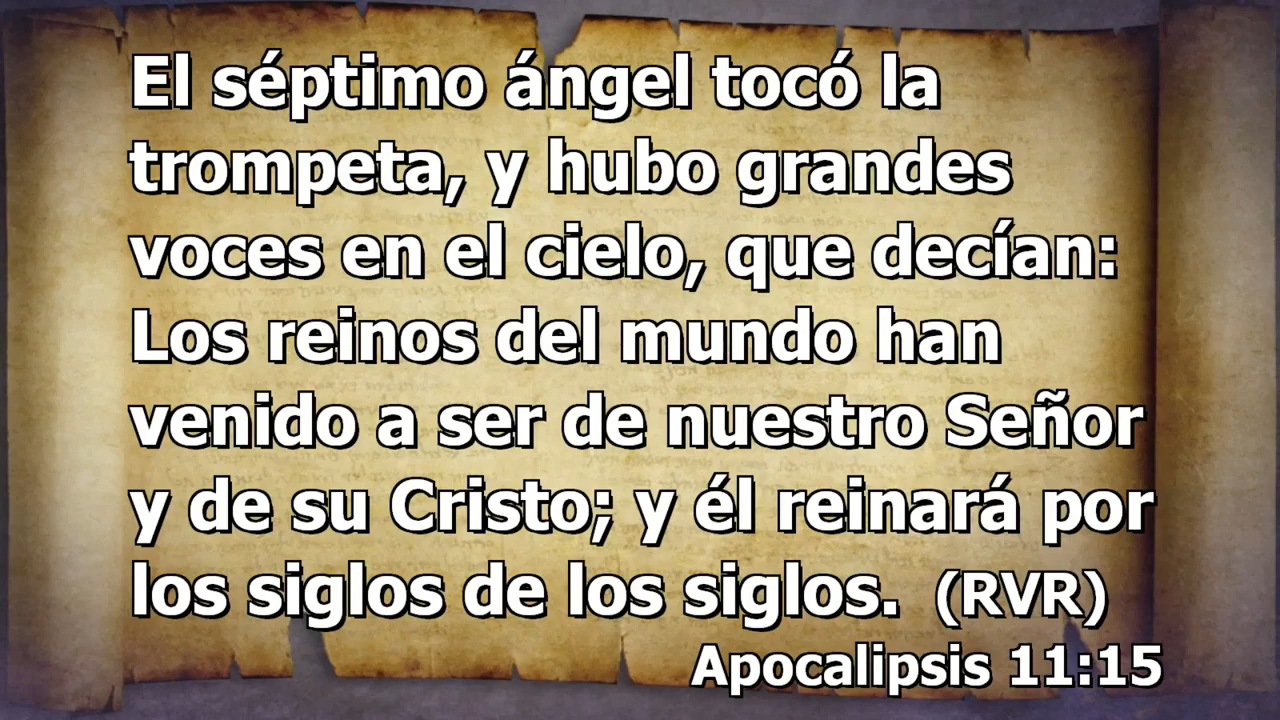 El séptimo ángel tocó la
trompeta, y hubo grandes
voces en el cielo, que decían:
Los reinos del mundo han
venido a ser de nuestro Señor
y de su Cristo; y él reinará por
los siglos de los siglos. (RVR)
Apocalipsis 11:15